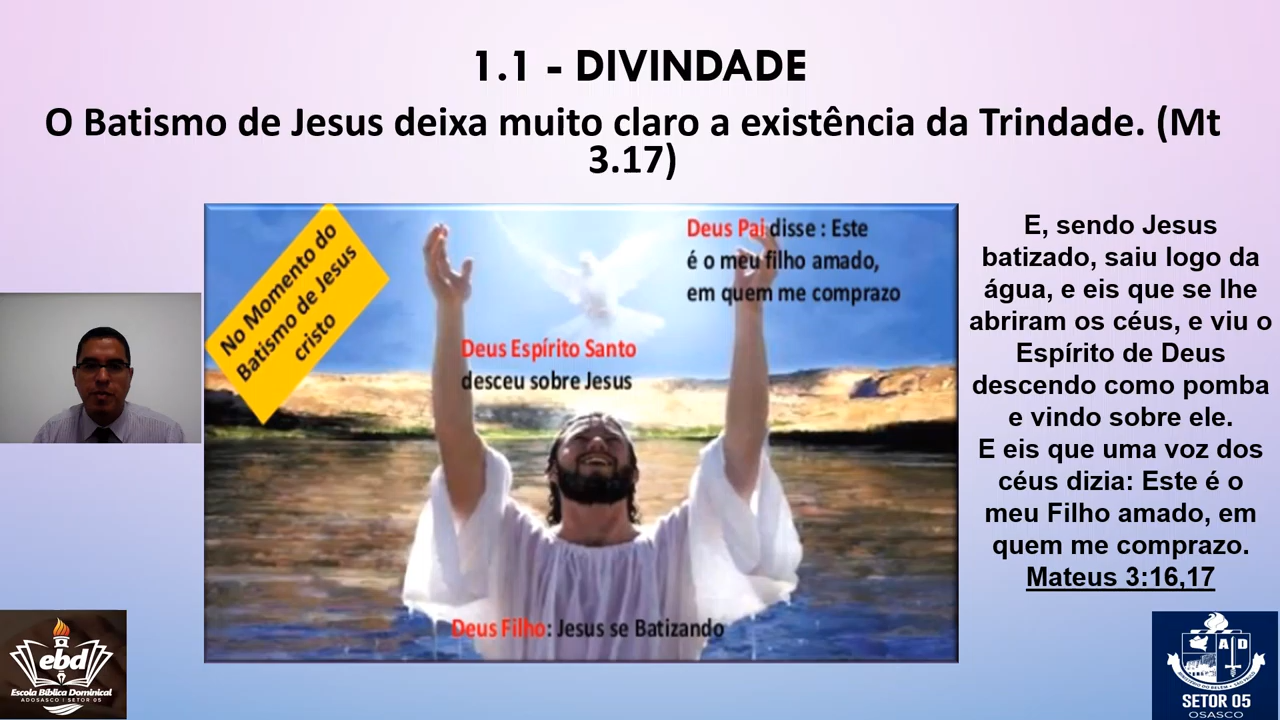 1.1 - DIVINDADE
O Batismo de Jesus deixa muito claro a existência da Trindade. (Mt
3.17)
No Momento do
Batismo de Jesus
cristo
Deus Pai disse : Este
é o meu filho amado,
em quem me comprazo
Deus Espírito Santo
desceu sobre Jesus
Deus Filho: Jesus se Batizando
E, sendo Jesus
batizado, saiu logo da
água, e eis que se lhe
abriram os céus, e viu o
Espírito de Deus
descendo como pomba
e vindo sobre ele.
E eis que uma voz dos
céus dizia: Este é o
meu Filho amado, em
quem me comprazo.
Mateus 3:16,17
ebd
Escola Bíblica Dominical
ADOSASCO | SETOR 05
A D
SETOR 05
OSASCO